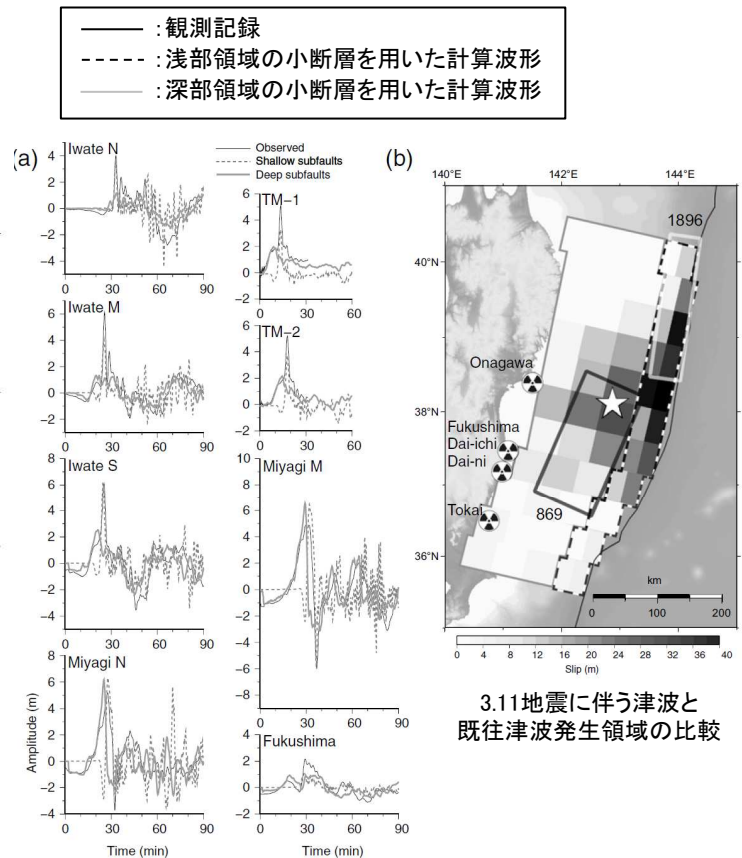 :観測記録
:浅部領域の小断層を用いた計算波形
:深部領域の小断層を用いた計算波形
(a)
Observed
Shallow subfaults
Deep subfaults
Iwate N
4
2
0
−2
−4
0 30 60 90
Iwate M
6
4
2
0
−2
0 30 60 90
Iwate S
8
6
4
2
0
−2
−4
0 30 60 90
Miyagi N
8
6
4
2
0
−2
−4
0 30 60 90
Amplitude (m)
Time (min)
TM-1
6
4
2
0
−2
0 20 40 60
TM-2
6
4
2
0
−2
0 20 40 60
Miyagi M
10
8
6
4
2
0
−2
−4
−6
−8
0 30 60 90
Fukushima
4
2
0
−2
0 30 60 90
Time (min)
(b)
140˚E 142˚E 144˚E
40˚N
38˚N
36˚N
1896
Onagawa
Fukushima
Dai-ichi
Dai-ni
Tokai
869
km
0 100 200
0 4 8 12 16 20 24 28 32 36 40
Slip (m)
3.11地震に伴う津波と
既往津波発生領域の比較